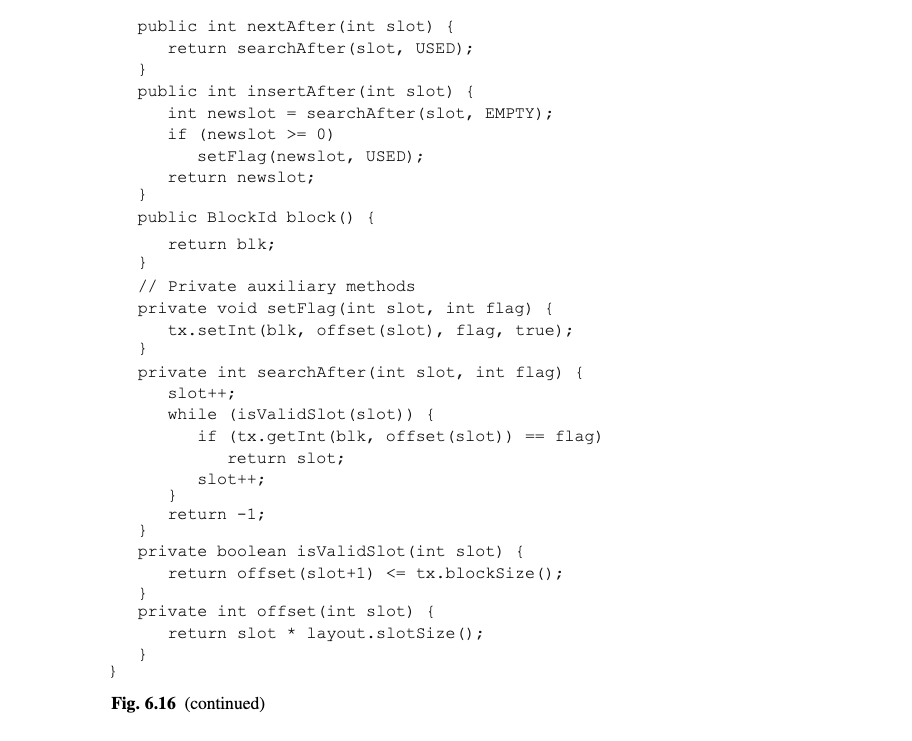 public int nextAfter(int slot) {
return searchAfter(slot, USED);
}
public int insertAfter(int slot) {
int newslot = searchAfter(slot, EMPTY);
if (newslot >= 0)
setFlag(newslot, USED);
return newslot;
}
public BlockId block() {
return blk;
}
// Private auxiliary methods
private void setFlag(int slot, int flag) {
tx.setInt(blk, offset(slot), flag, true);
}
private int searchAfter(int slot, int flag) {
slot++;
while (isValidSlot(slot)) {
if (tx.getInt(blk, offset(slot)) == flag)
return slot;
slot++;
}
return -1;
}
private boolean isValidSlot(int slot) {
return offset(slot+1) <= tx.blockSize();
}
private int offset(int slot) {
return slot * layout.slotSize();
}
}
Fig. 6.16 (continued)